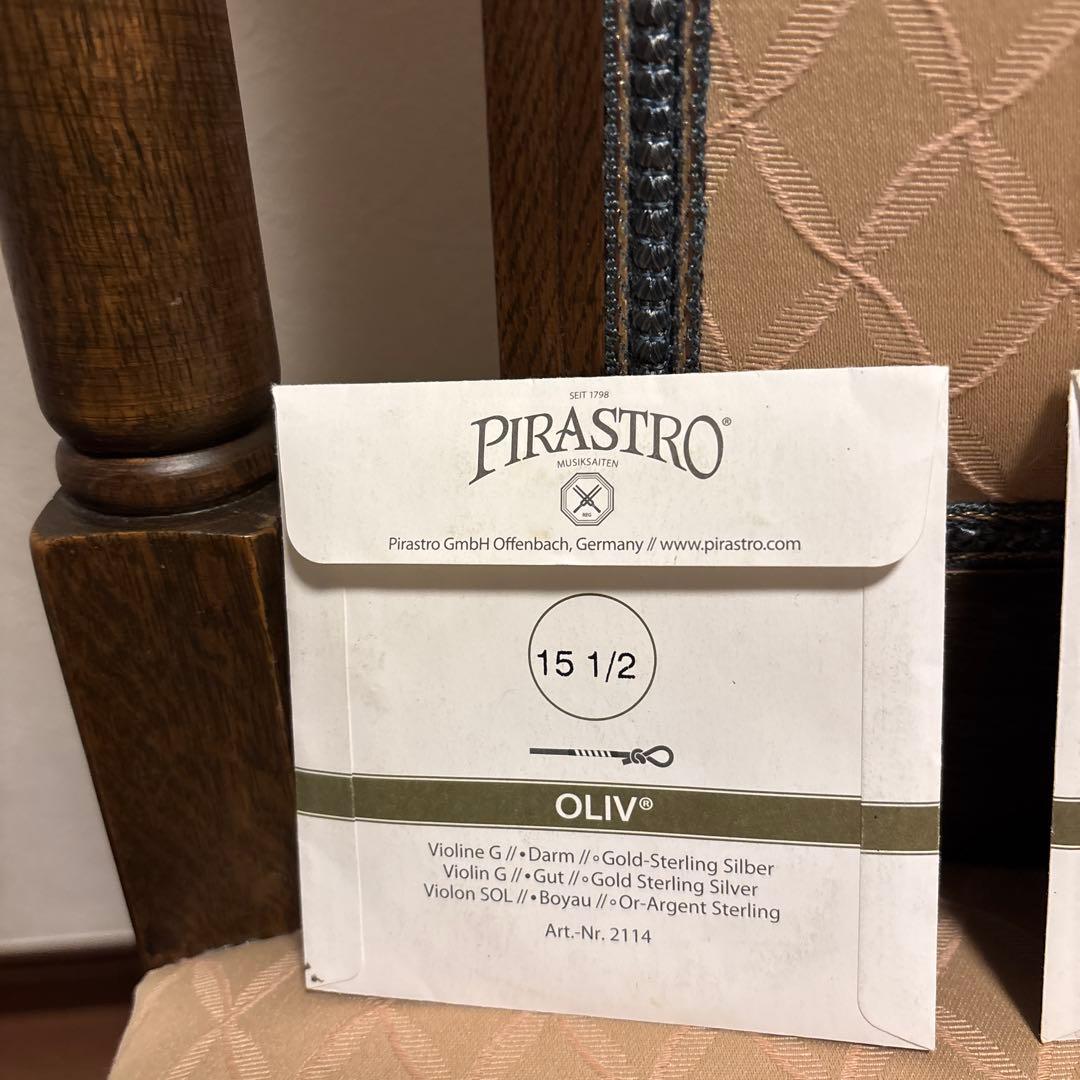 SEIT 1798
PIRASTRO®
MUSIKSAITEN
REG
Pirastro GmbH Offenbach, Germany // www.pirastro.com
15 1/2
OLIV®
Violine G // • Darm // ∘ Gold-Sterling Silber
Violin G // • Gut // ∘ Gold Sterling Silver
Violon SOL // • Boyau // ∘ Or-Argent Sterling
Art.-Nr. 2114